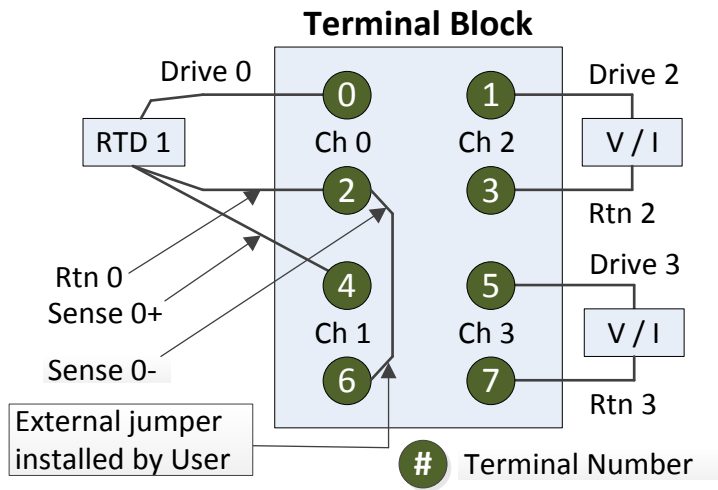 Terminal Block
Drive 0
0
1
Drive 2
RTD 1
Ch 0
Ch 2
V / I
2
3
Rtn 2
Rtn 0
Drive 3
4
5
Sense 0+
Ch 1
Ch 3
V / I
Sense 0-
6
7
Rtn 3
External jumper
installed by User
#
Terminal Number